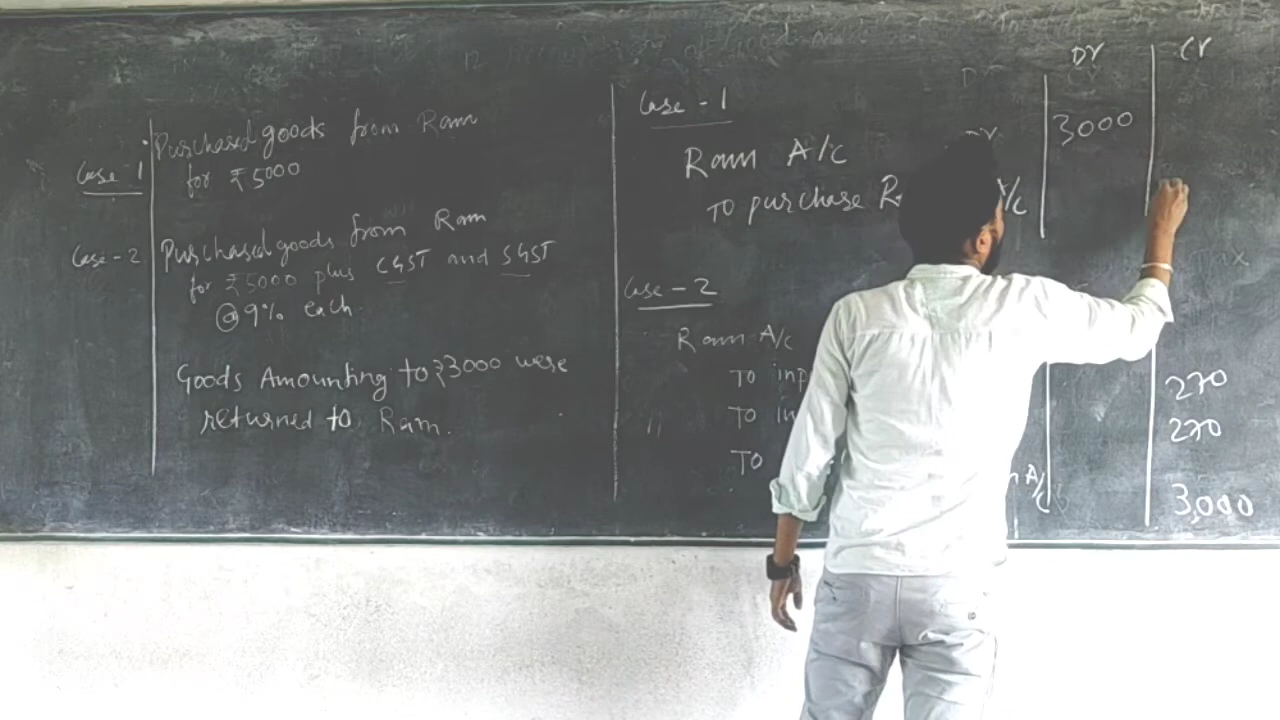 Case - 1
Purchased goods from Ram
for ₹5000
Case - 2
Purchased goods from Ram
for ₹5000 plus CGST and SGST
@ 9% each.
Goods Amounting to ₹3000 were
returned to Ram.
Dr Cr
Case - 1
Ram A/c 3000
To purchase A/c
Case - 2
Ram A/c
To 270
To 270
To A/c 3,000
Tax